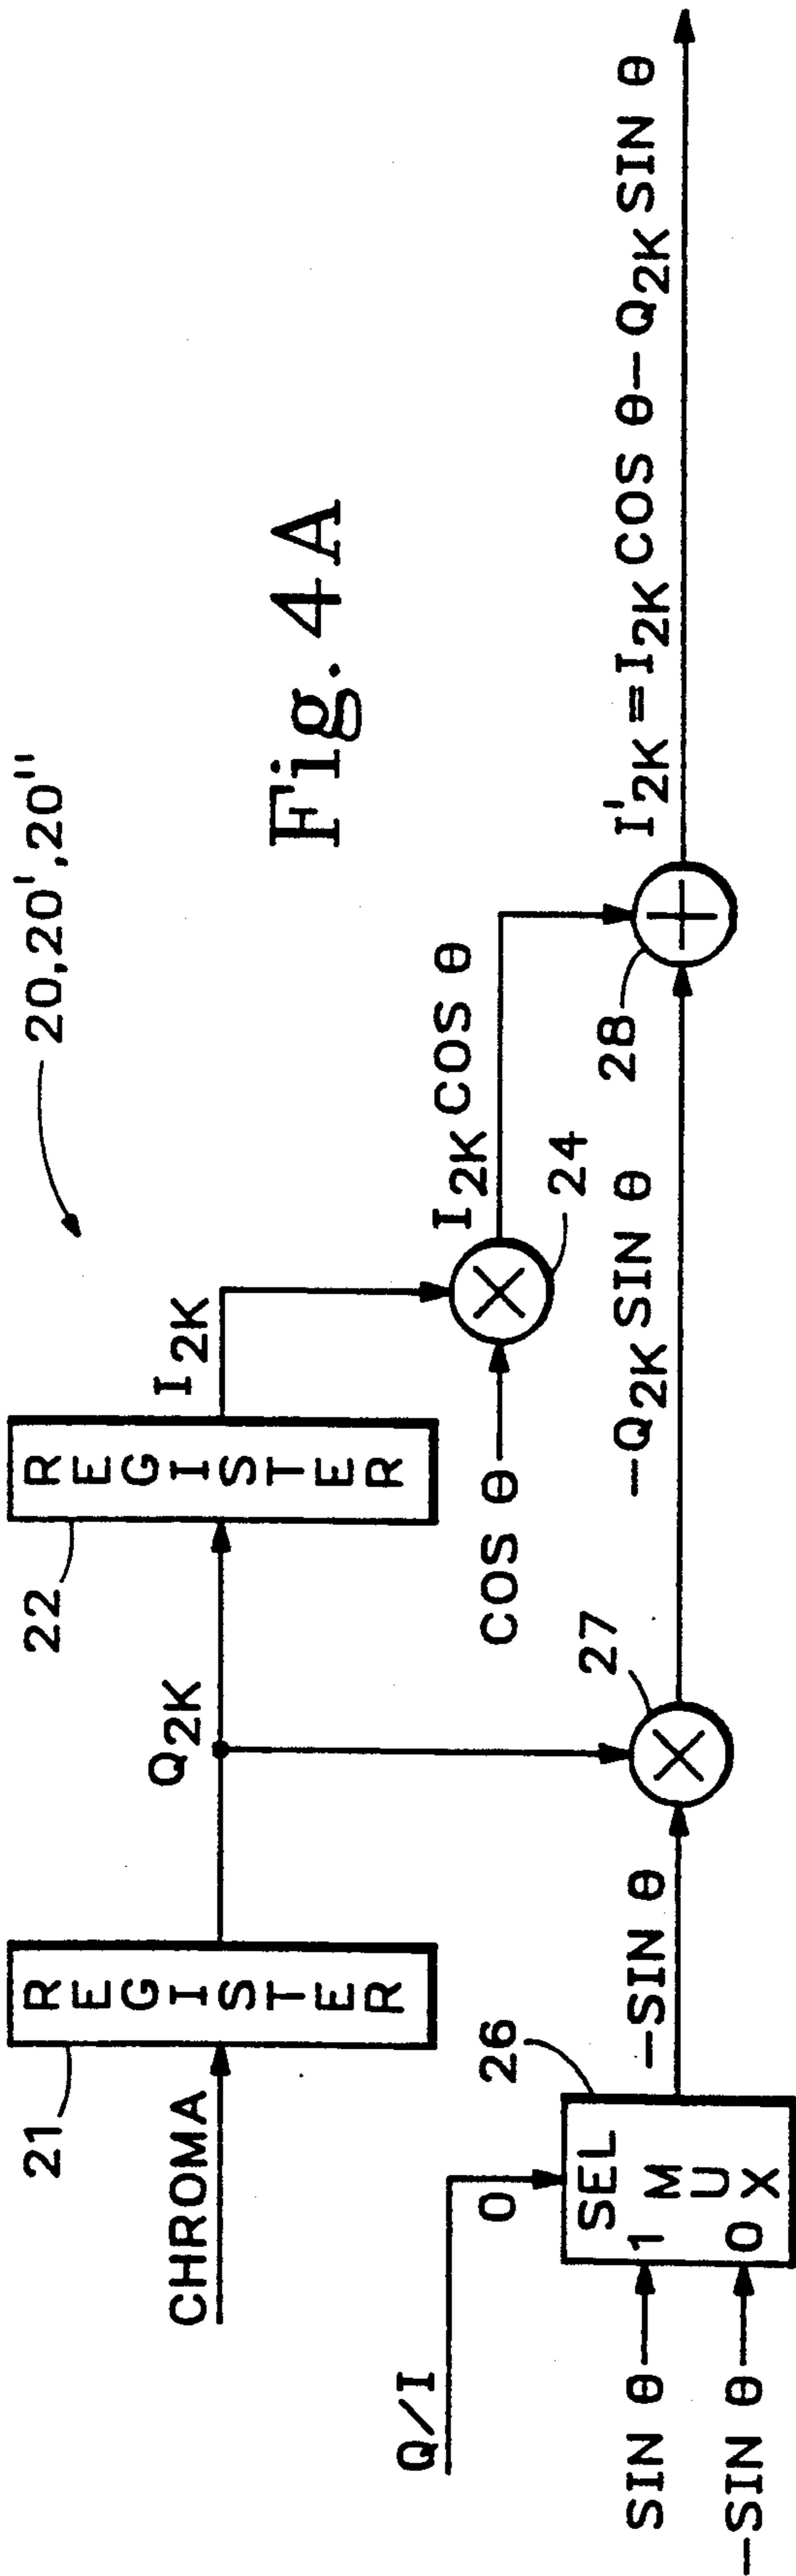 20,20',20''
Fig. 4A
21
REGISTER
22
REGISTER
CHROMA
Q2K
I2K
COS θ
24
I2K COS θ
Q/I
0
26
SEL
1
0
MUX
SIN θ
−SIN θ
−SIN θ
27
−Q2K SIN θ
28
I'2K=I2K COS θ−Q2K SIN θ